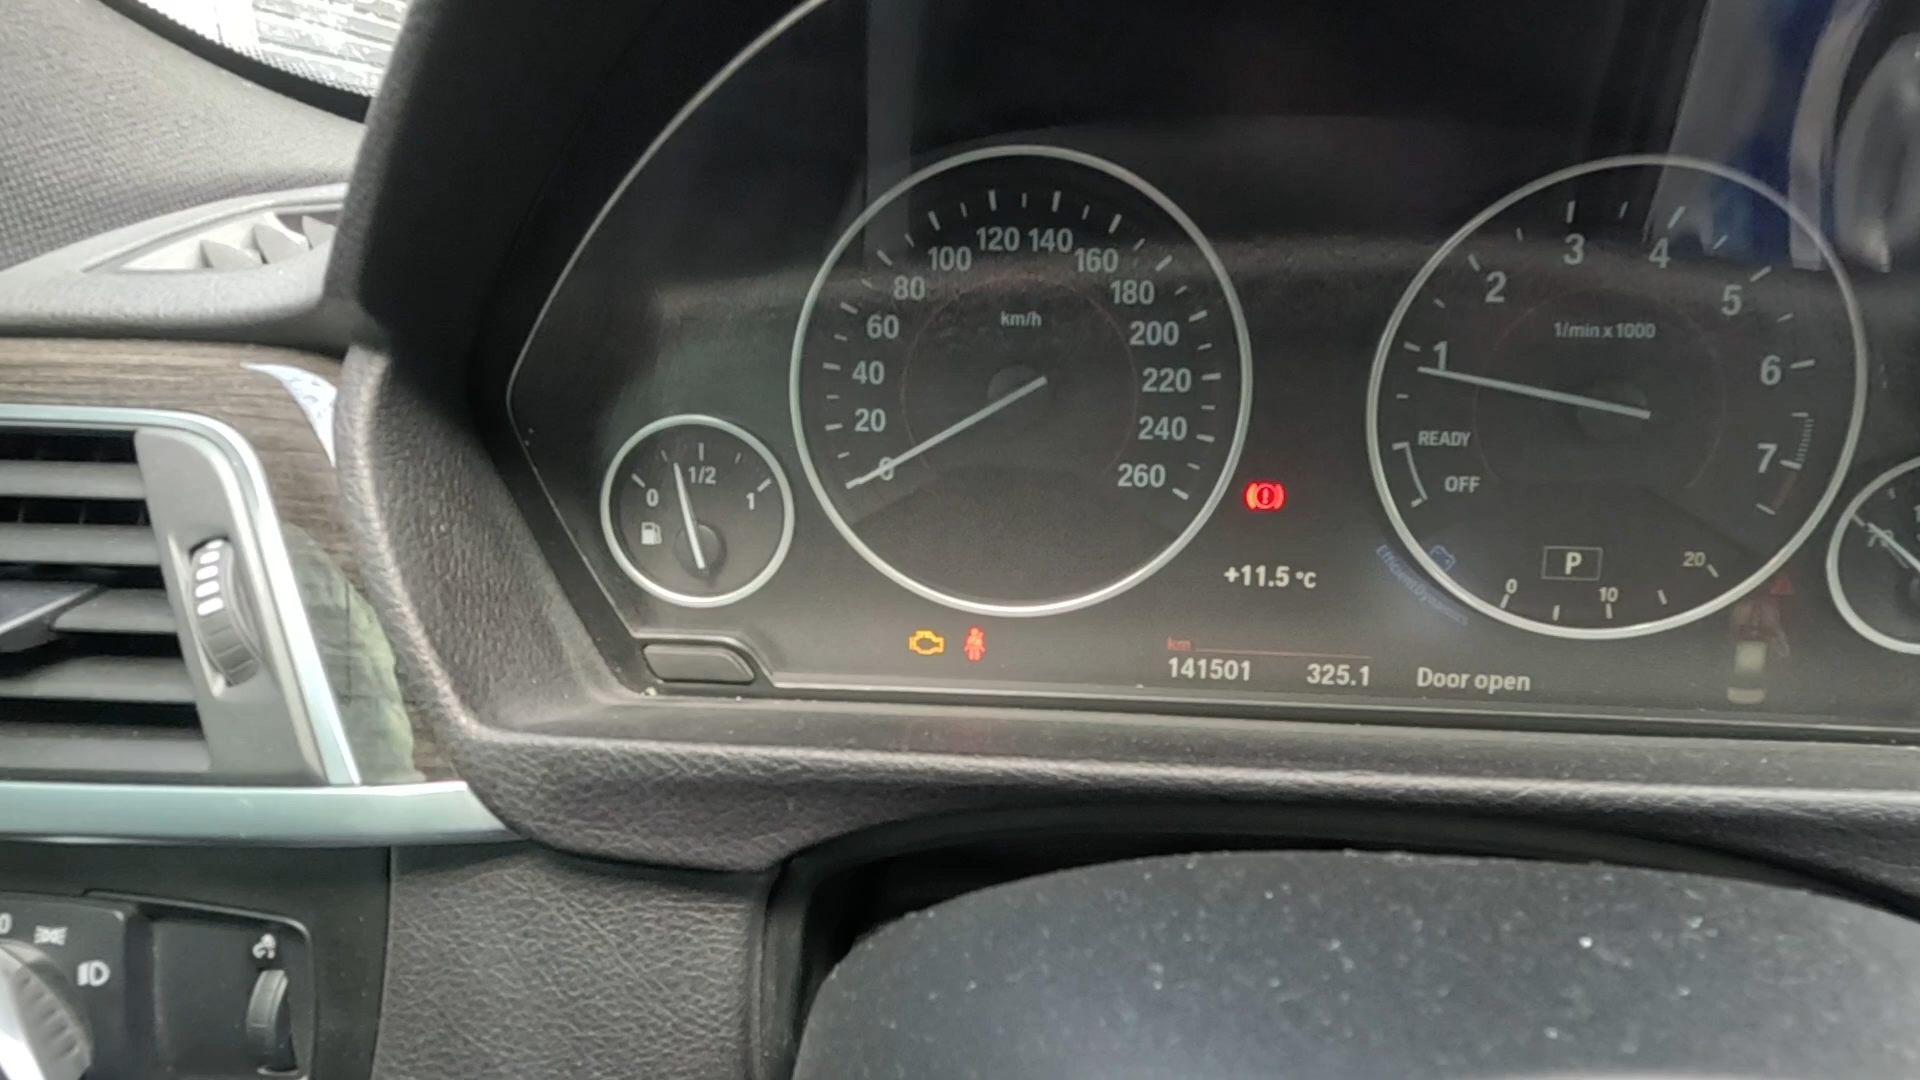 120 140
100 160
80 180
60 km/h 200
40 220
20 240
0 260
0 1/2 1
3
2 4
5
1/min x 1000
1 6
READY
7
OFF
+11.5 °C
EfficientDynamics
P
0 10 20
km
141501 325.1 Door open
0